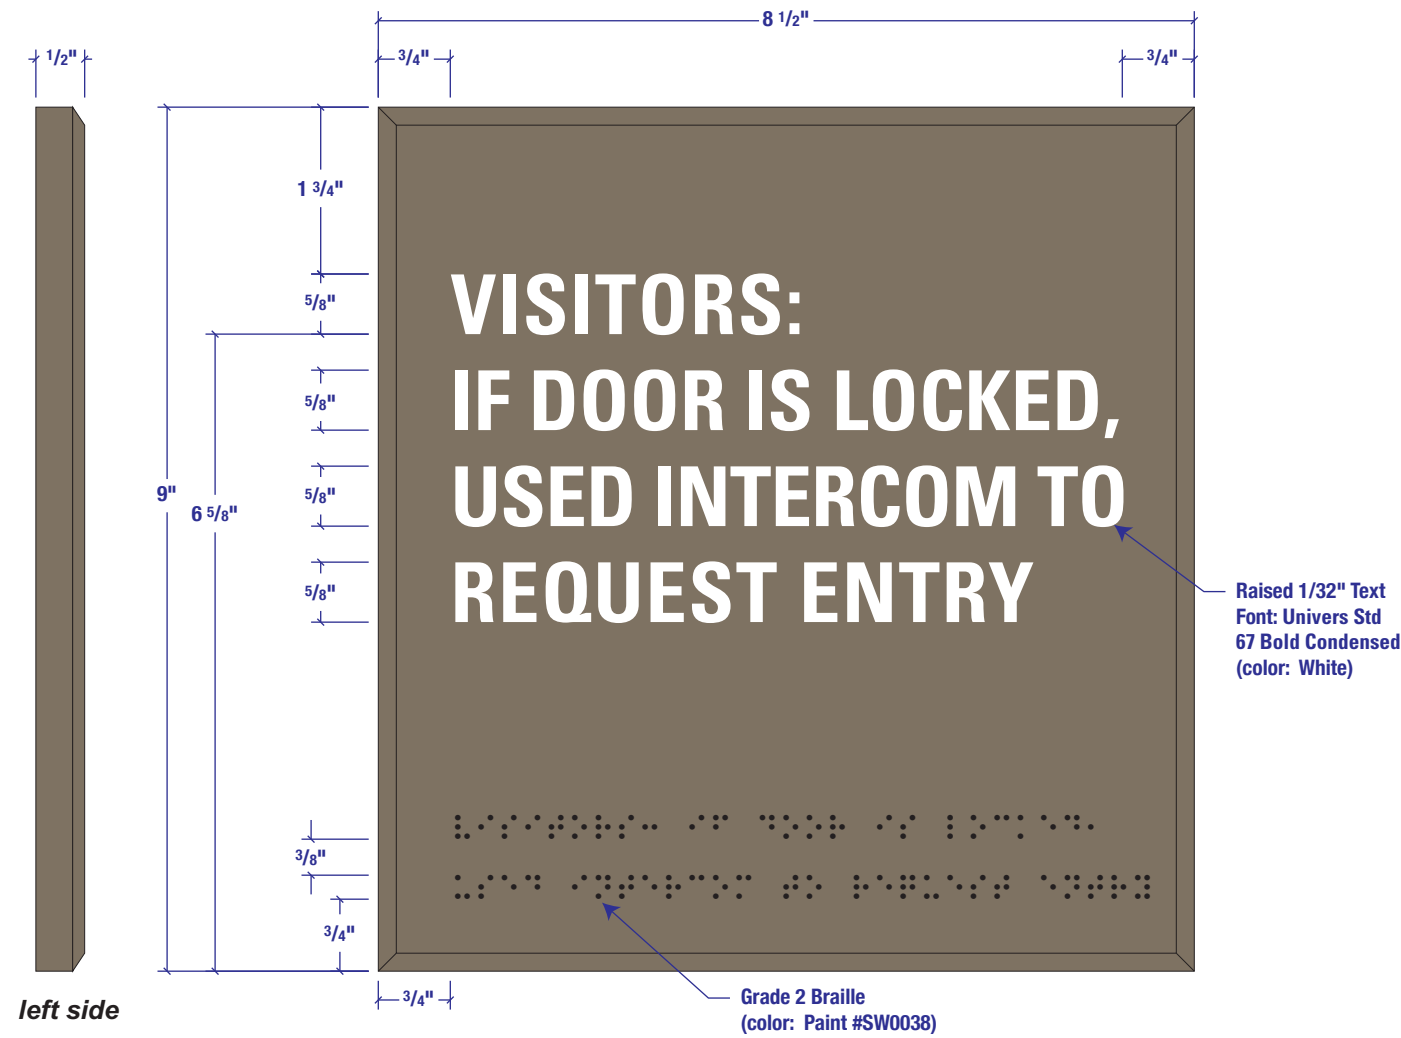 8 1/2"
1/2"
3/4"
3/4"
1 3/4"
5/8"
VISITORS:
5/8"
IF DOOR IS LOCKED,
9"
6 5/8"
5/8"
USED INTERCOM TO
5/8"
REQUEST ENTRY
Raised 1/32" Text
Font: Univers Std
67 Bold Condensed
(color: White)
3/8"
3/4"
3/4"
left side
Grade 2 Braille
(color: Paint #SW0038)